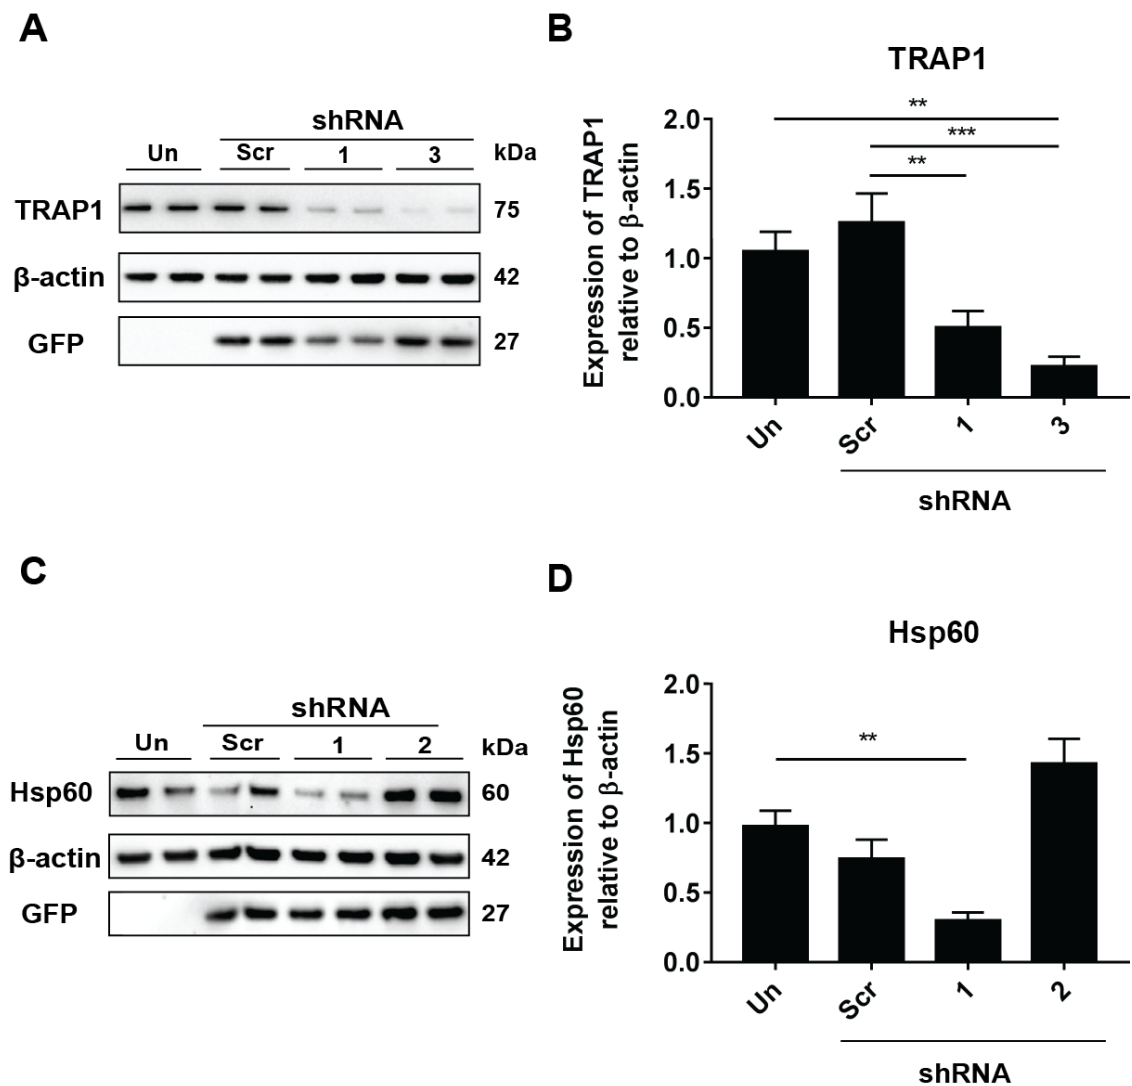 A
shRNA
Un Scr 1 3 kDa
TRAP1 75
β-actin 42
GFP 27
B
TRAP1
Expression of TRAP1
relative to β-actin
2.0
1.5
1.0
0.5
0.0
**
***
**
Un Scr 1 3
shRNA
C
shRNA
Un Scr 1 2 kDa
Hsp60 60
β-actin 42
GFP 27
D
Hsp60
Expression of Hsp60
relative to β-actin
2.0
1.5
1.0
0.5
0.0
**
Un Scr 1 2
shRNA